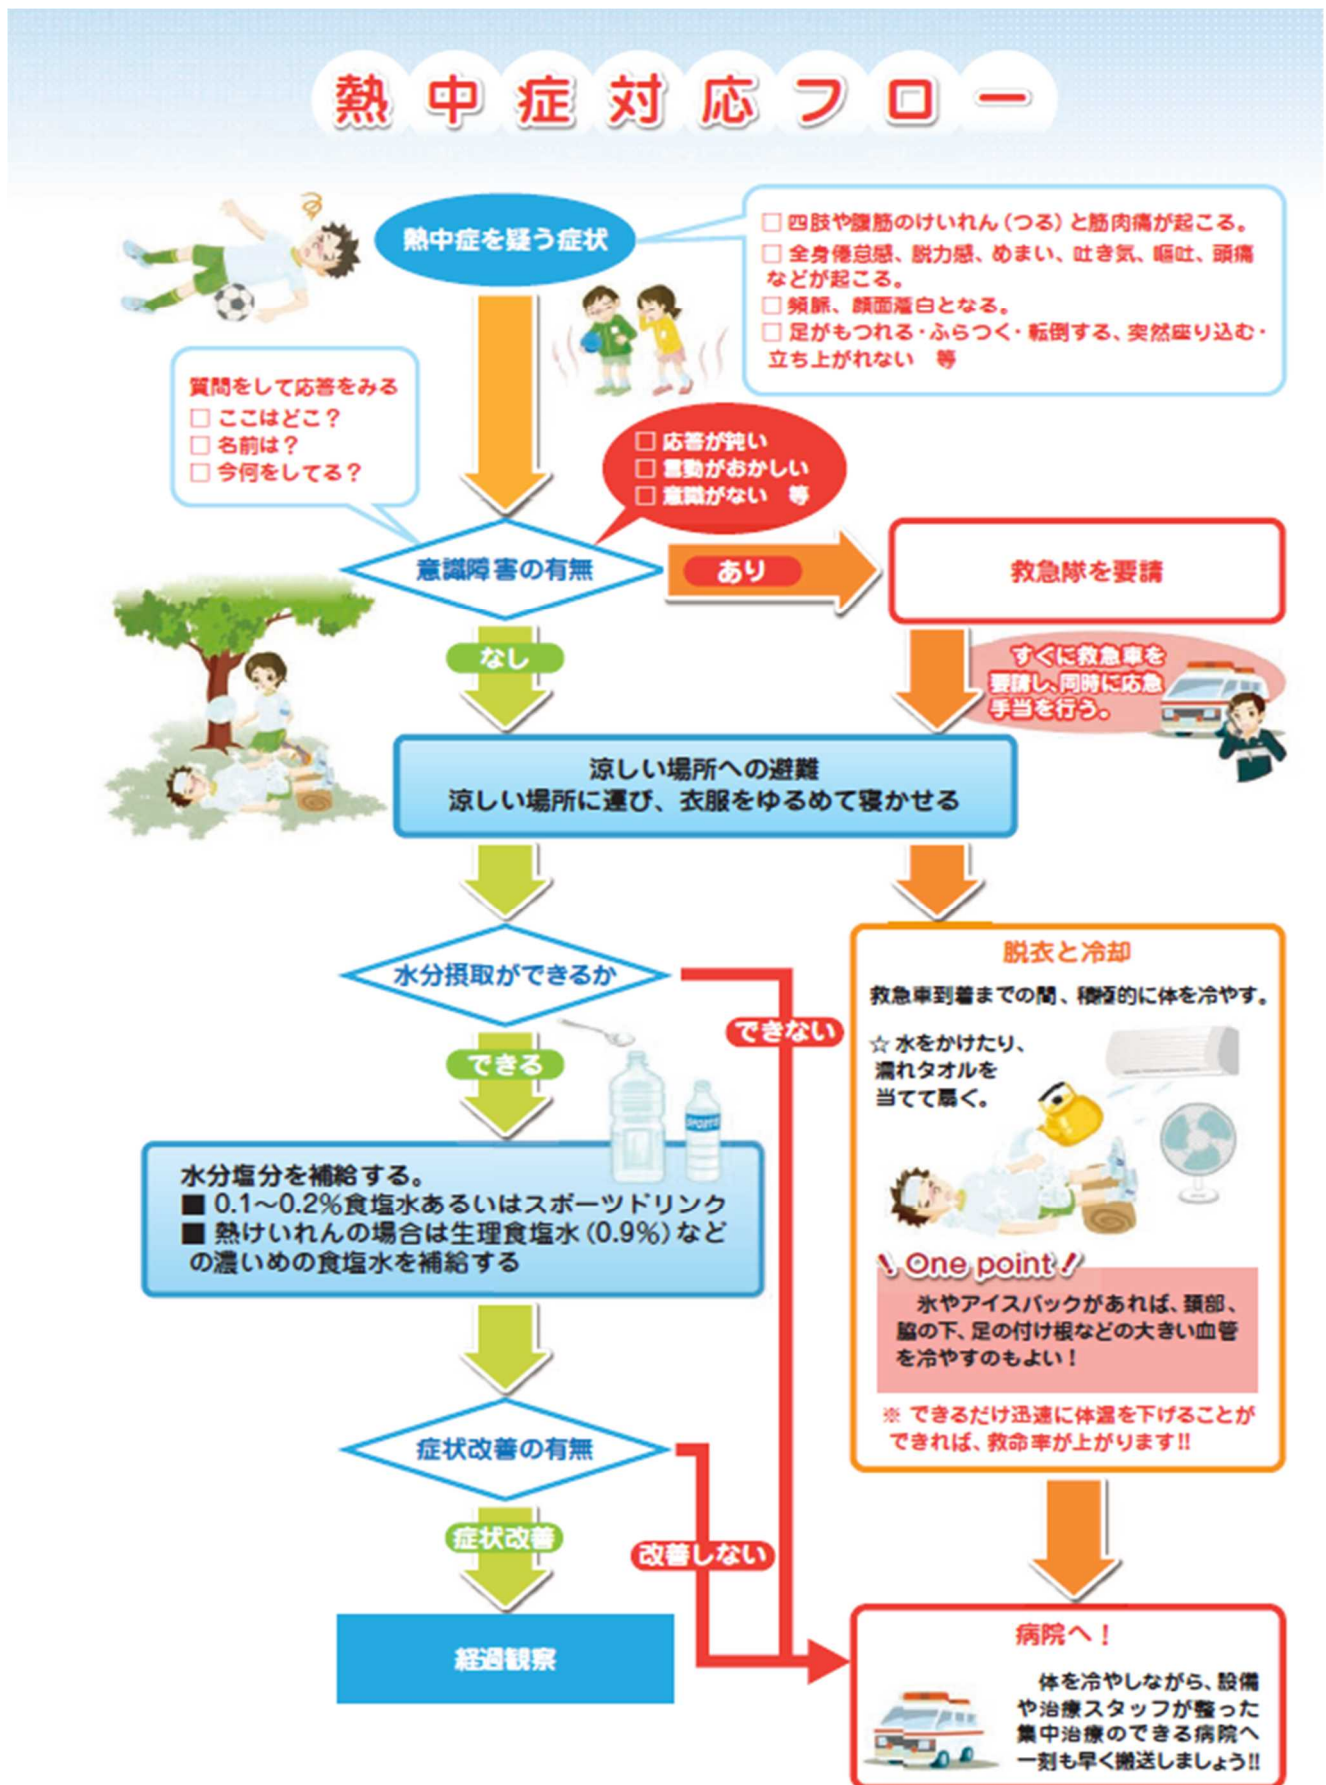 熱中症対応フロー
熱中症を疑う症状
□ 四肢や腹筋のけいれん(つる)と筋肉痛が起こる。
□ 全身倦怠感、脱力感、めまい、吐き気、嘔吐、頭痛
などが起こる。
□ 頻脈、顔面蒼白となる。
□ 足がもつれる・ふらつく・転倒する、突然座り込む・
立ち上がれない 等
質問をして応答をみる
□ ここはどこ?
□ 名前は?
□ 今何をしてる?
□ 応答が鈍い
□ 言動がおかしい
□ 意識がない 等
意識障害の有無
あり
救急隊を要請
なし
すぐに救急車を
要請し、同時に応急
手当を行う。
涼しい場所への避難
涼しい場所に運び、衣服をゆるめて寝かせる
水分摂取ができるか
できない
できる
脱衣と冷却
救急車到着までの間、積極的に体を冷やす。
☆ 水をかけたり、
濡れタオルを
当てて扇ぐ。
SPORTS
水分塩分を補給する。
■ 0.1~0.2%食塩水あるいはスポーツドリンク
■ 熱けいれんの場合は生理食塩水(0.9%)など
の濃いめの食塩水を補給する
One point
氷やアイスパックがあれば、頚部、
脇の下、足の付け根などの大きい血管
を冷やすのもよい!
※ できるだけ迅速に体温を下げることが
できれば、救命率が上がります!!
症状改善の有無
症状改善
改善しない
経過観察
病院へ!
体を冷やしながら、設備
や治療スタッフが整った
集中治療のできる病院へ
一刻も早く搬送しましょう!!